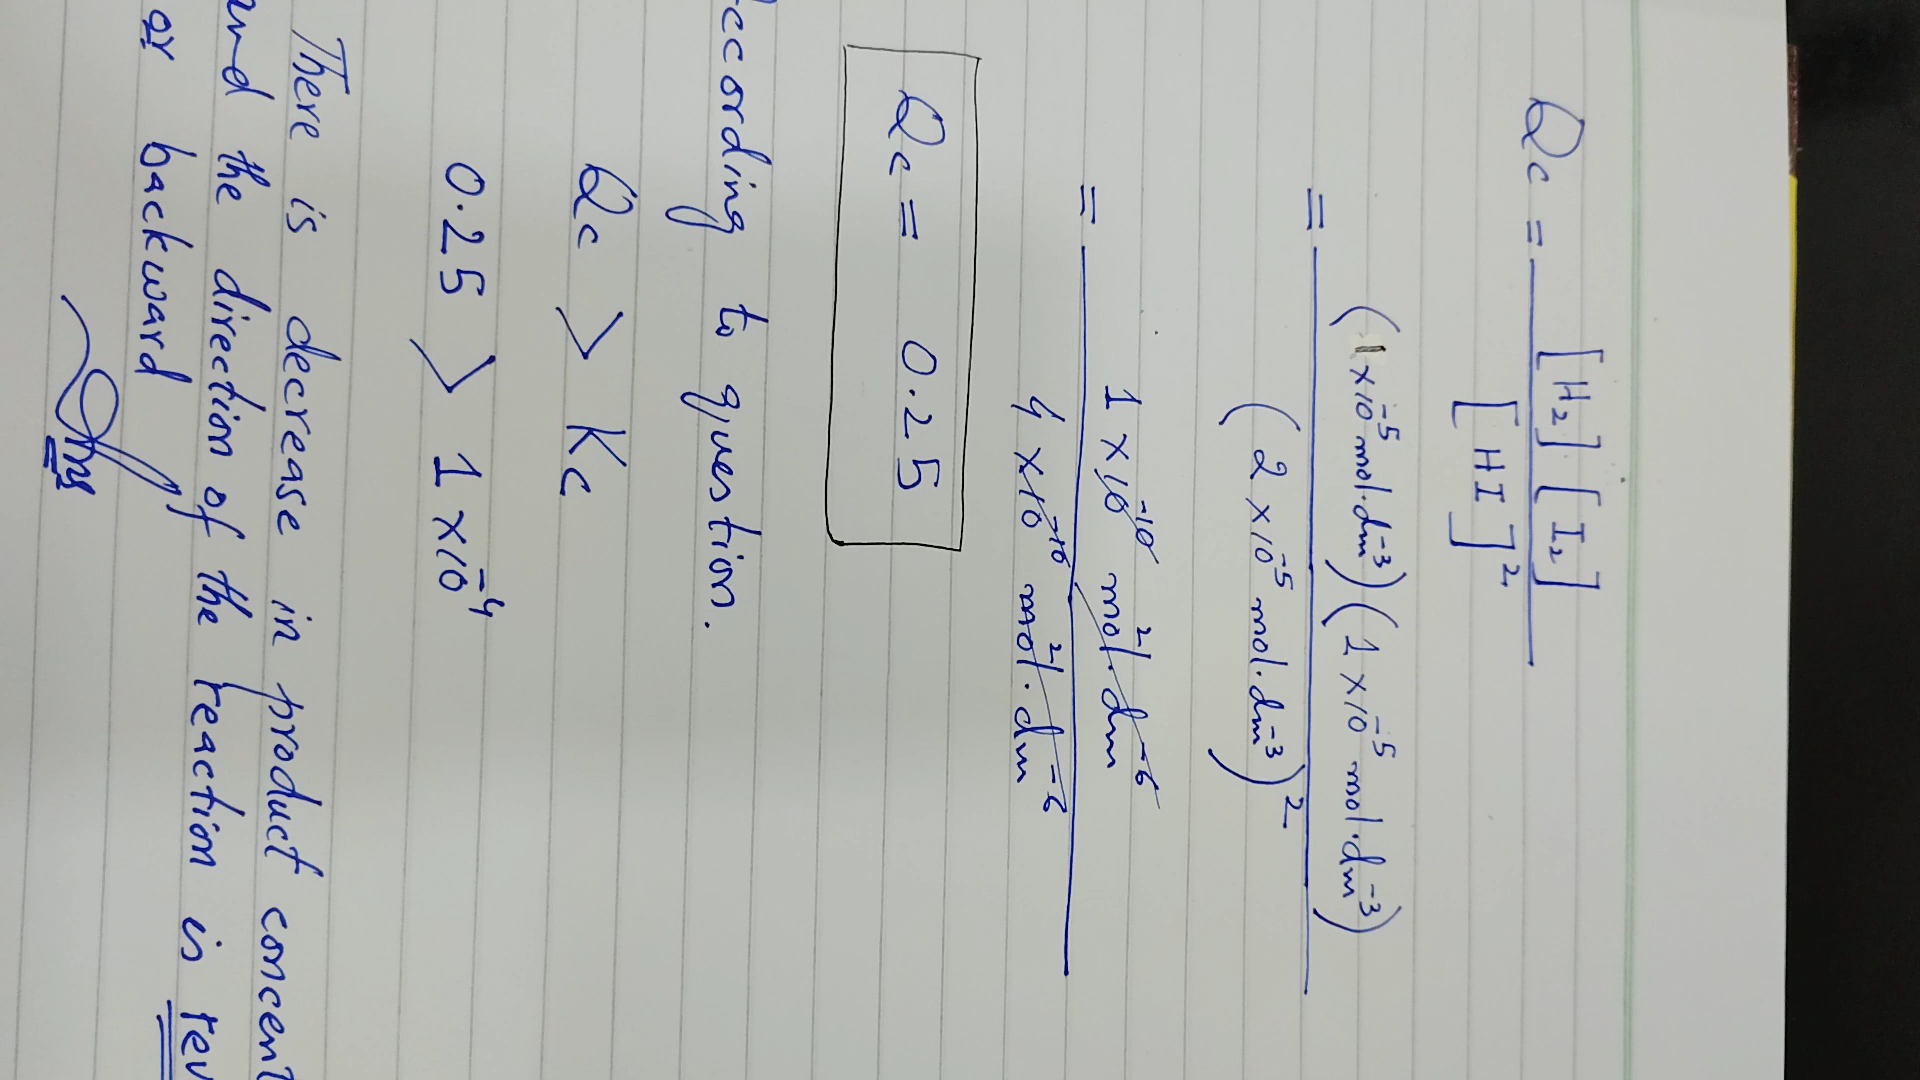 Qc = [H₂] [I₂] / [HI]²
= (1 ×10⁻⁵ mol.dm⁻³) (1 ×10⁻⁵ mol.dm⁻³) / (2 ×10⁻⁵ mol.dm⁻³)²
= 1 ×10⁻¹⁰ mol².dm⁻⁶ / 4 ×10⁻¹⁰ mol².dm⁻⁶
Qc = 0.25
ccording to question.
Qc > Kc
0.25 > 1 ×10⁻⁴
There is decrease in product concent
and the direction of the reaction is rev
or backward
Ans